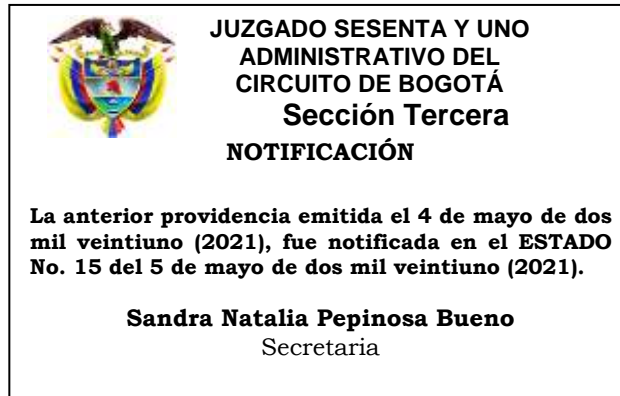 JUZGADO SESENTA Y UNO
ADMINISTRATIVO DEL
CIRCUITO DE BOGOTÁ
Sección Tercera
NOTIFICACIÓN
La anterior providencia emitida el 4 de mayo de dos
mil veintiuno (2021), fue notificada en el ESTADO
No. 15 del 5 de mayo de dos mil veintiuno (2021).
Sandra Natalia Pepinosa Bueno
Secretaria